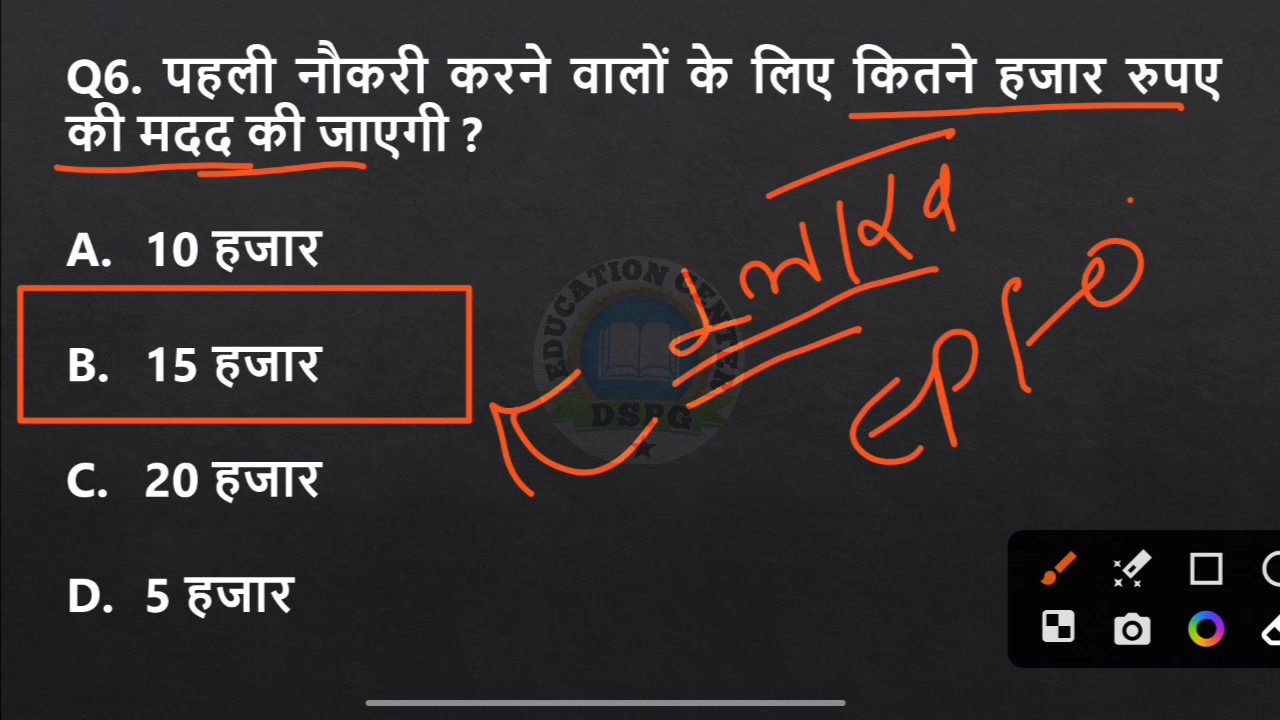 Q6. पहली नौकरी करने वालों के लिए कितने हजार रुपए
की मदद की जाएगी ?
A. 10 हजार
B. 15 हजार
C. 20 हजार
D. 5 हजार
EDUCATION CENTER
DSPG
EPFO